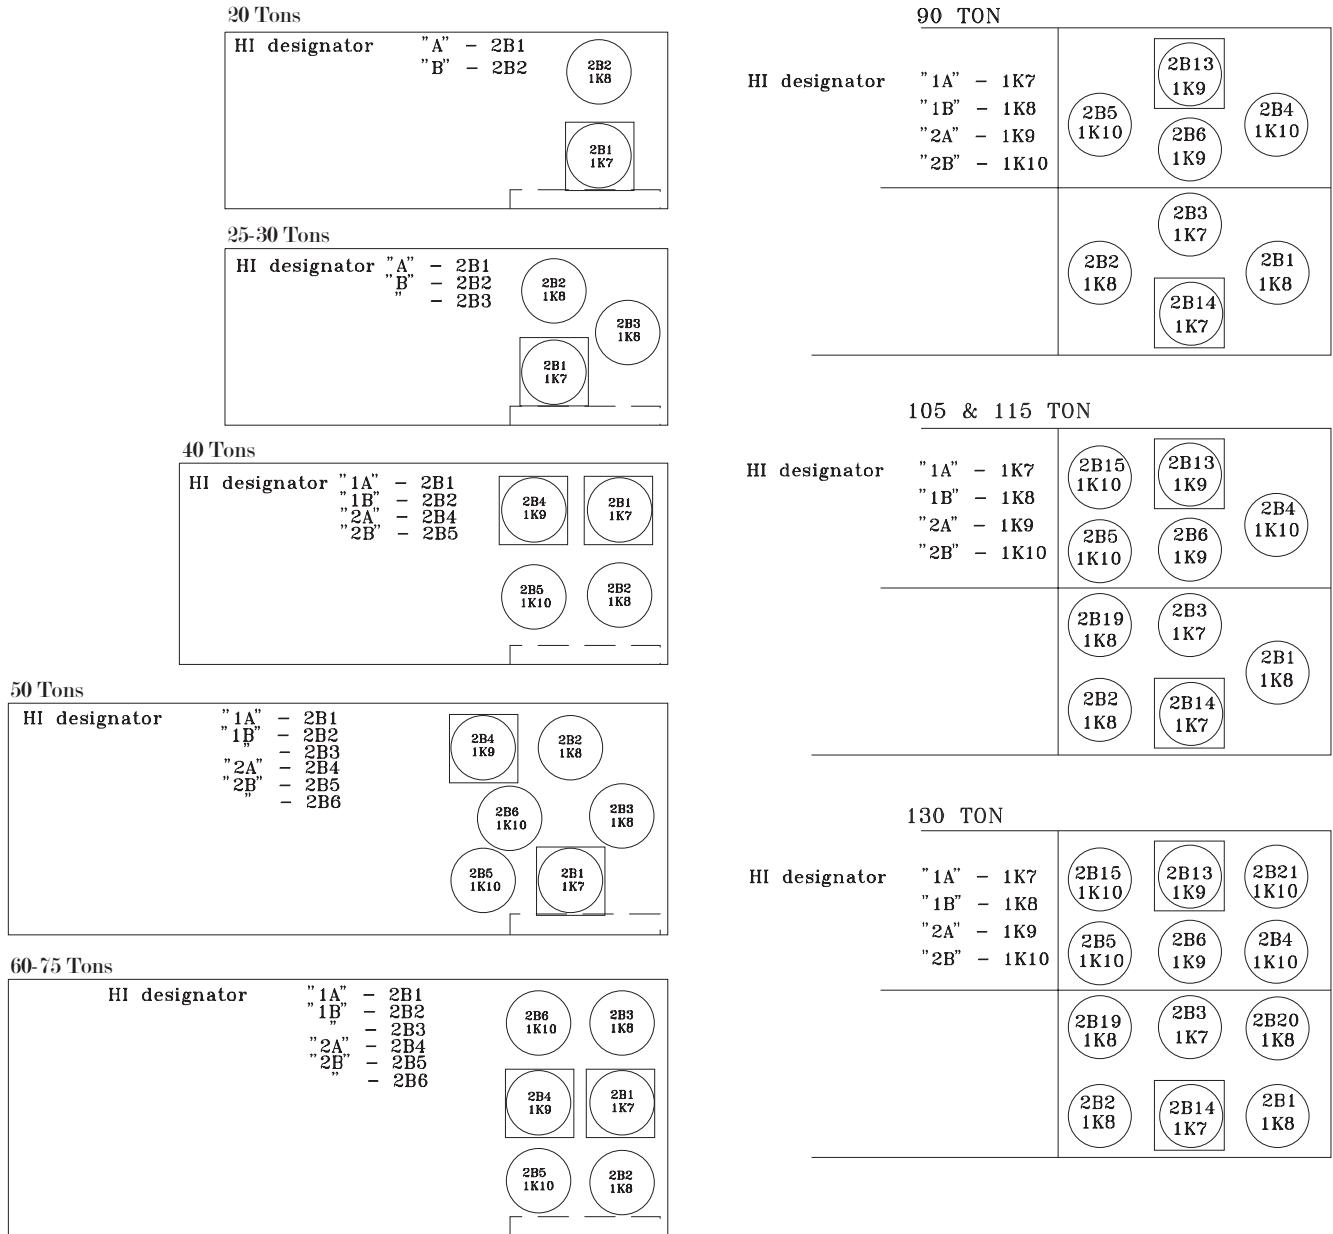 20 Tons
HI designator "A" - 2B1
"B" - 2B2
2B2
1K8
2B1
1K7
25-30 Tons
HI designator "A" - 2B1
"B" - 2B2
" - 2B3
2B2
1K8
2B3
1K8
2B1
1K7
40 Tons
HI designator "1A" - 2B1
"1B" - 2B2
"2A" - 2B4
"2B" - 2B5
2B4
1K9
2B1
1K7
2B5
1K10
2B2
1K8
50 Tons
HI designator "1A" - 2B1
"1B" - 2B2
" - 2B3
"2A" - 2B4
"2B" - 2B5
" - 2B6
2B4
1K9
2B2
1K8
2B6
1K10
2B3
1K8
2B5
1K10
2B1
1K7
60-75 Tons
HI designator "1A" - 2B1
"1B" - 2B2
" - 2B3
"2A" - 2B4
"2B" - 2B5
" - 2B6
2B6
1K10
2B3
1K8
2B4
1K9
2B1
1K7
2B5
1K10
2B2
1K8
90 TON
HI designator "1A" - 1K7
"1B" - 1K8
"2A" - 1K9
"2B" - 1K10
2B13
1K9
2B5
1K10
2B6
1K9
2B4
1K10
2B3
1K7
2B2
1K8
2B1
1K8
2B14
1K7
105 & 115 TON
HI designator "1A" - 1K7
"1B" - 1K8
"2A" - 1K9
"2B" - 1K10
2B15
1K10
2B13
1K9
2B4
1K10
2B5
1K10
2B6
1K9
2B19
1K8
2B3
1K7
2B1
1K8
2B2
1K8
2B14
1K7
130 TON
HI designator "1A" - 1K7
"1B" - 1K8
"2A" - 1K9
"2B" - 1K10
2B15
1K10
2B13
1K9
2B21
1K10
2B5
1K10
2B6
1K9
2B4
1K10
2B19
1K8
2B3
1K7
2B20
1K8
2B2
1K8
2B14
1K7
2B1
1K8